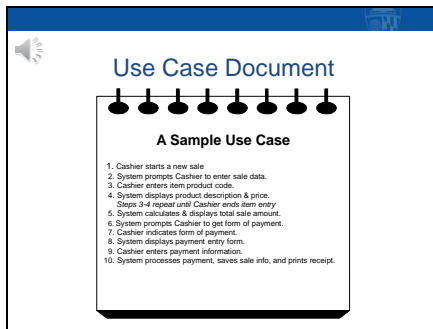 Use Case Document
A Sample Use Case
1. Cashier starts a new sale
2. System prompts Cashier to enter sale data.
3. Cashier enters item product code.
4. System displays product description & price.
Steps 3-4 repeat until Cashier ends item entry
5. System calculates & displays total sale amount.
6. System prompts Cashier to get form of payment.
7. Cashier indicates form of payment.
8. System displays payment entry form.
9. Cashier enters payment information.
10. System processes payment, saves sale info, and prints receipt.